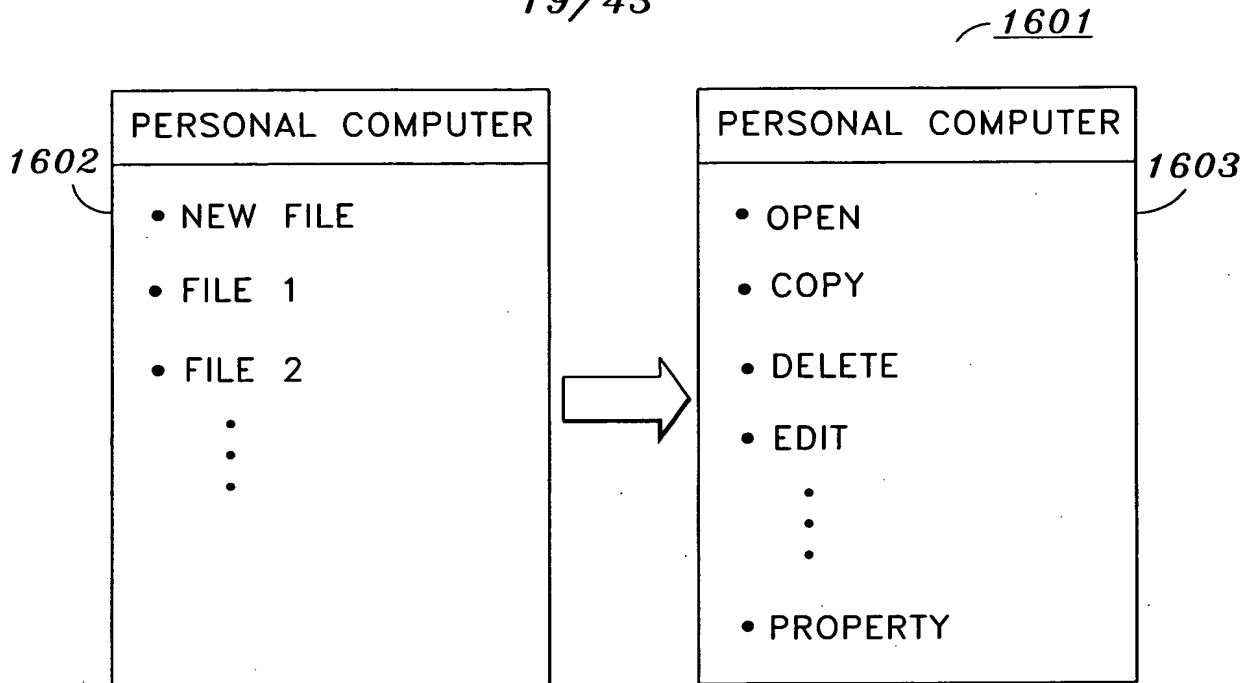 19/43
1601
PERSONAL COMPUTER
1602
• NEW FILE
• FILE 1
• FILE 2
PERSONAL COMPUTER
1603
• OPEN
• COPY
• DELETE
• EDIT
• PROPERTY